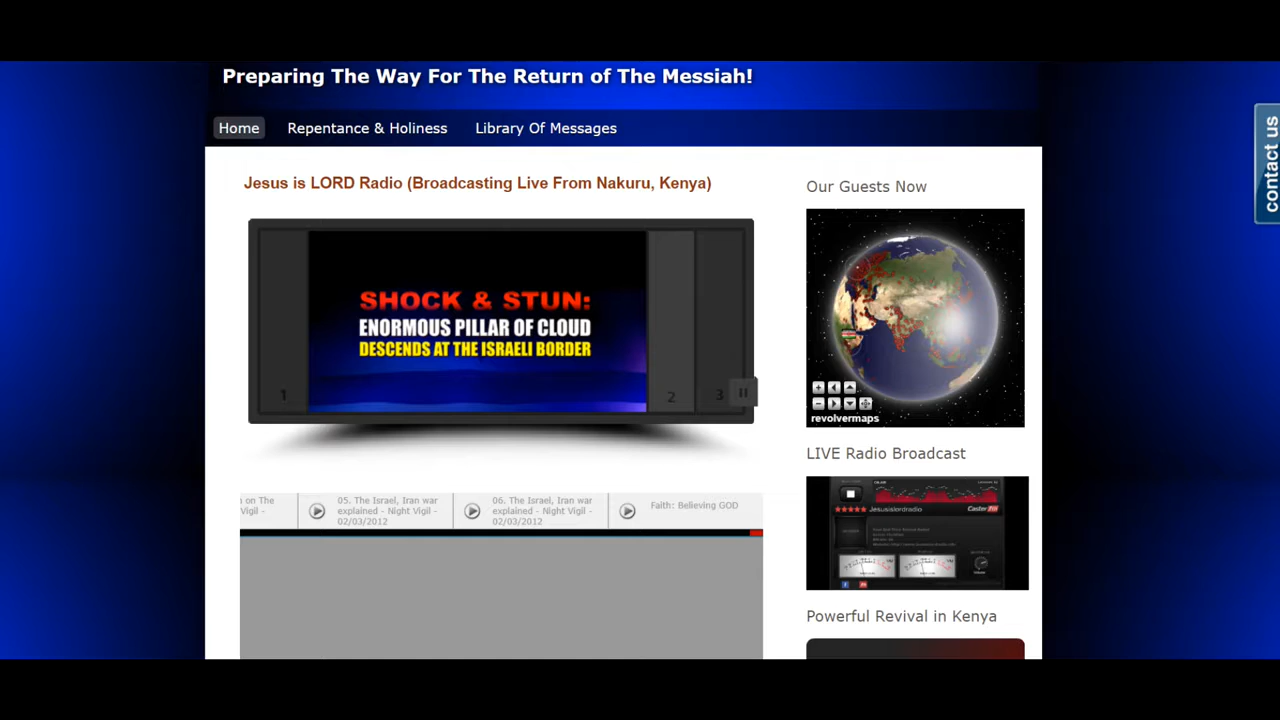 Preparing The Way For The Return of The Messiah!
contact us
Home
Repentance & Holiness
Library Of Messages
Jesus is LORD Radio (Broadcasting Live From Nakuru, Kenya)
Our Guests Now
SHOCK & STUN:
ENORMOUS PILLAR OF CLOUD
DESCENDS AT THE ISRAELI BORDER
1
2
3
revolvermaps
LIVE Radio Broadcast
Jesusislordradio
Caster.fm
n on The
Vigil -
05. The Israel, Iran war
explained - Night Vigil -
02/03/2012
06. The Israel, Iran war
explained - Night Vigil -
02/03/2012
Faith: Believing GOD
Powerful Revival in Kenya